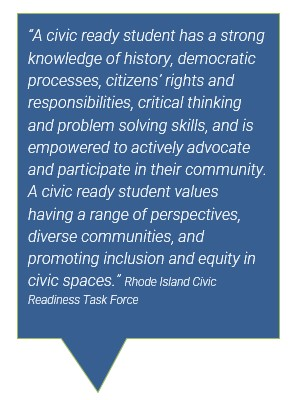 “A civic ready student has a strong
knowledge of history, democratic
processes, citizens’ rights and
responsibilities, critical thinking
and problem solving skills, and is
empowered to actively advocate
and participate in their community.
A civic ready student values
having a range of perspectives,
diverse communities, and
promoting inclusion and equity in
civic spaces.” Rhode Island Civic
Readiness Task Force